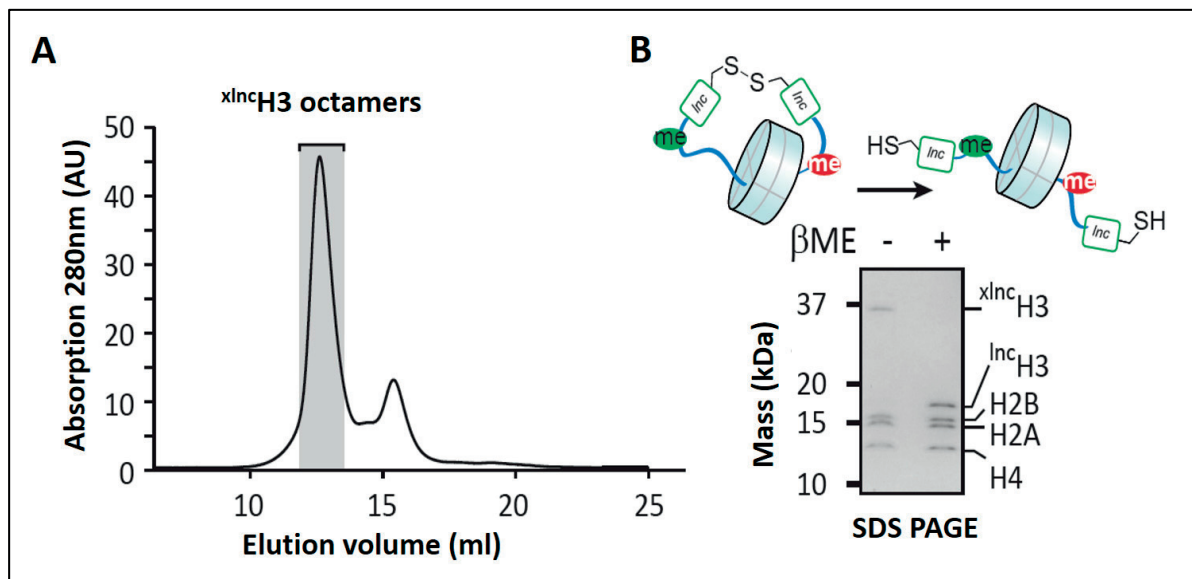 A
xlncH3 octamers
Absorption 280nm (AU)
50
40
30
20
10
0
10
15
20
25
Elution volume (ml)
B
S
S
lnc
lnc
me
me
HS
lnc
me
me
lnc
SH
βME - +
Mass (kDa)
37
20
15
10
xlncH3
lncH3
H2B
H2A
H4
SDS PAGE